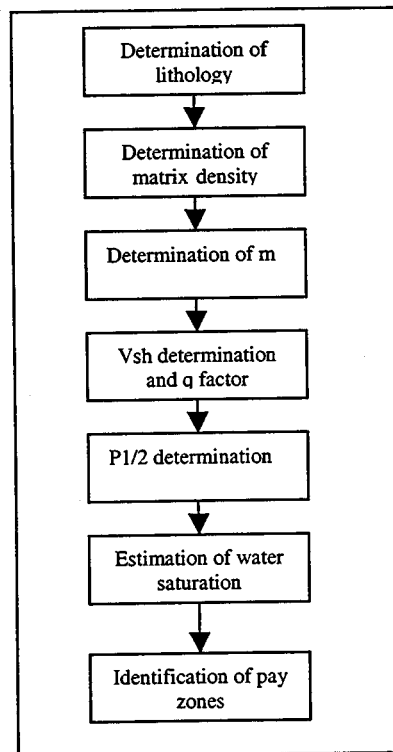 Determination of
lithology
Determination of
matrix density
Determination of m
Vsh determination
and q factor
P1/2 determination
Estimation of water
saturation
Identification of pay
zones